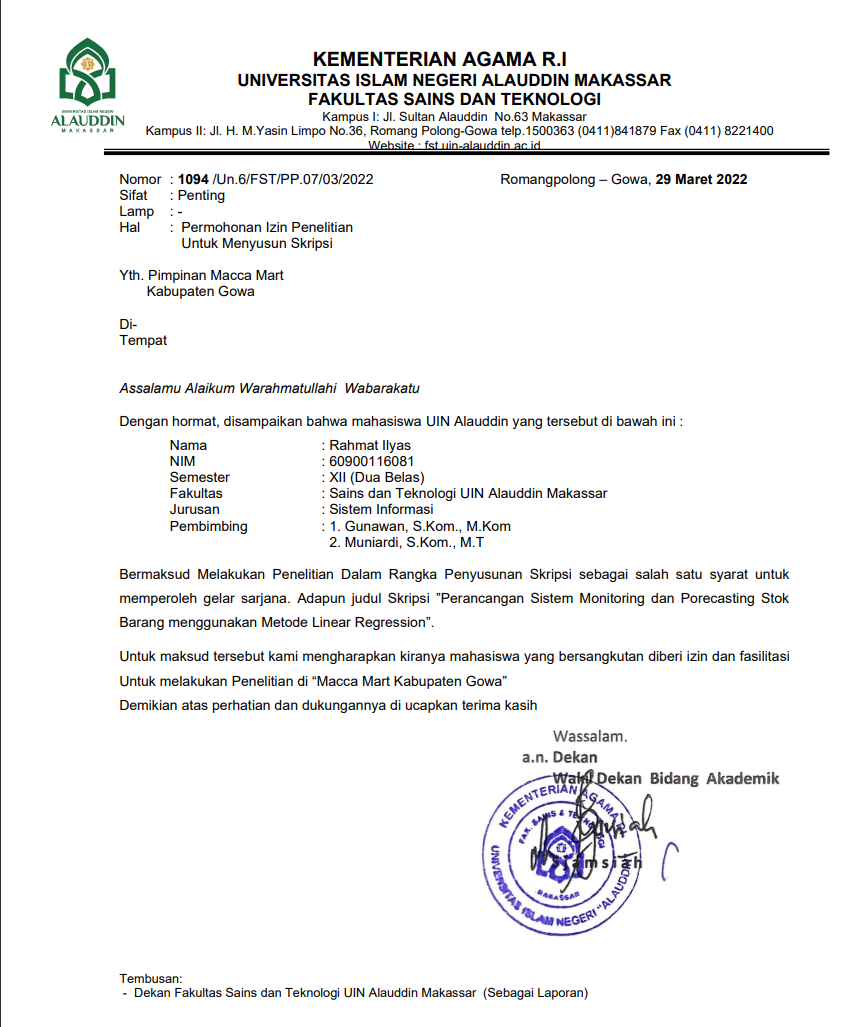 UNIVERSITAS ISLAM NEGERI
ALAUDDIN
MAKASSAR
KEMENTERIAN AGAMA R.I
UNIVERSITAS ISLAM NEGERI ALAUDDIN MAKASSAR
FAKULTAS SAINS DAN TEKNOLOGI
Kampus I: Jl. Sultan Alauddin No.63 Makassar
Kampus II: Jl. H. M.Yasin Limpo No.36, Romang Polong-Gowa telp.1500363 (0411)841879 Fax (0411) 8221400
Website : fst.uin-alauddin.ac.id
Nomor : 1094 /Un.6/FST/PP.07/03/2022 Romangpolong – Gowa, 29 Maret 2022
Sifat : Penting
Lamp : -
Hal : Permohonan Izin Penelitian
Untuk Menyusun Skripsi
Yth. Pimpinan Macca Mart
Kabupaten Gowa
Di-
Tempat
Assalamu Alaikum Warahmatullahi Wabarakatu
Dengan hormat, disampaikan bahwa mahasiswa UIN Alauddin yang tersebut di bawah ini :
Nama : Rahmat Ilyas
NIM : 60900116081
Semester : XII (Dua Belas)
Fakultas : Sains dan Teknologi UIN Alauddin Makassar
Jurusan : Sistem Informasi
Pembimbing : 1. Gunawan, S.Kom., M.Kom
2. Muniardi, S.Kom., M.T
Bermaksud Melakukan Penelitian Dalam Rangka Penyusunan Skripsi sebagai salah satu syarat untuk
memperoleh gelar sarjana. Adapun judul Skripsi ”Perancangan Sistem Monitoring dan Porecasting Stok
Barang menggunakan Metode Linear Regression”.
Untuk maksud tersebut kami mengharapkan kiranya mahasiswa yang bersangkutan diberi izin dan fasilitasi
Untuk melakukan Penelitian di “Macca Mart Kabupaten Gowa”
Demikian atas perhatian dan dukungannya di ucapkan terima kasih
Wassalam.
a.n. Dekan
Wakil Dekan Bidang Akademik
KEMENTERIAN AGAMA R.I
FAK. SAINS & TEKNOLOGI
MAKASSAR
UNIVERSITAS ISLAM NEGERI "ALAUDDIN"
Tembusan:
- Dekan Fakultas Sains dan Teknologi UIN Alauddin Makassar (Sebagai Laporan)